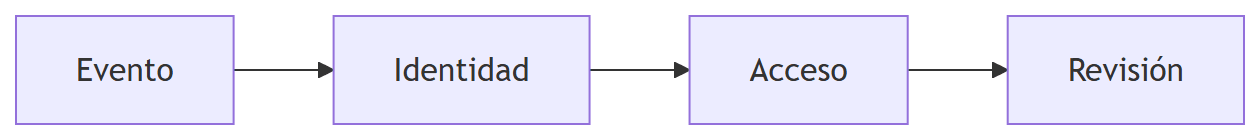 Evento
Identidad
Acceso
Revisión